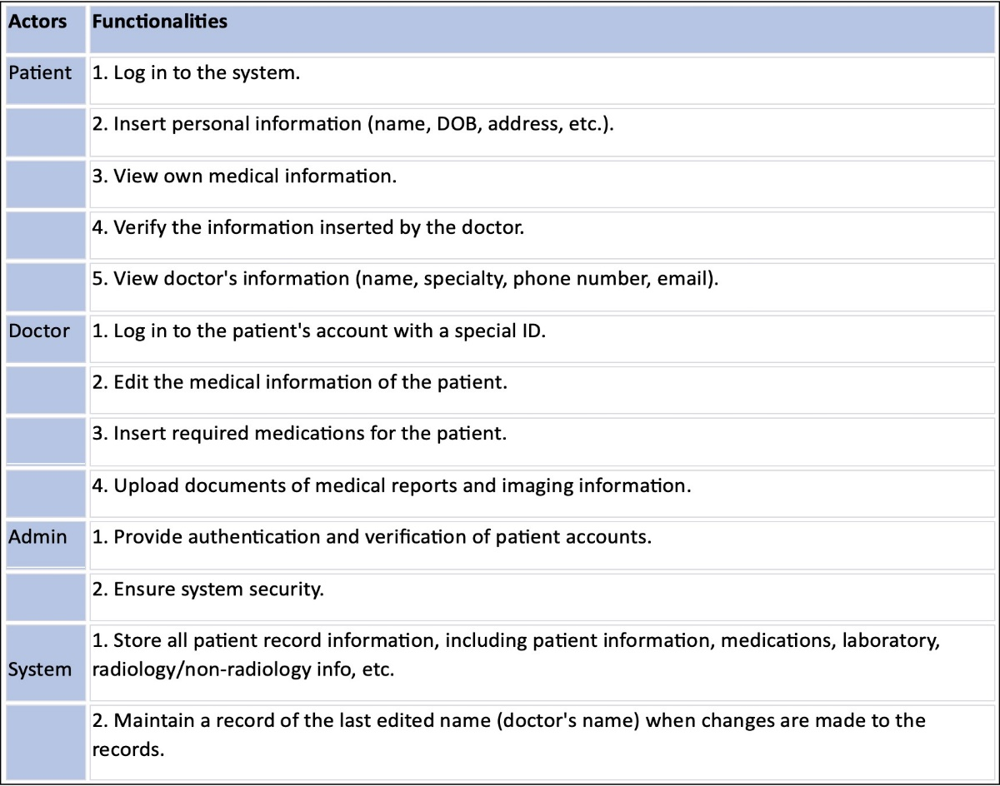 Actors Functionalities
Patient 1. Log in to the system.
2. Insert personal information (name, DOB, address, etc.).
3. View own medical information.
4. Verify the information inserted by the doctor.
5. View doctor's information (name, specialty, phone number, email).
Doctor 1. Log in to the patient's account with a special ID.
2. Edit the medical information of the patient.
3. Insert required medications for the patient.
4. Upload documents of medical reports and imaging information.
Admin 1. Provide authentication and verification of patient accounts.
2. Ensure system security.
1. Store all patient record information, including patient information, medications, laboratory,
System radiology/non-radiology info, etc.
2. Maintain a record of the last edited name (doctor's name) when changes are made to the
records.